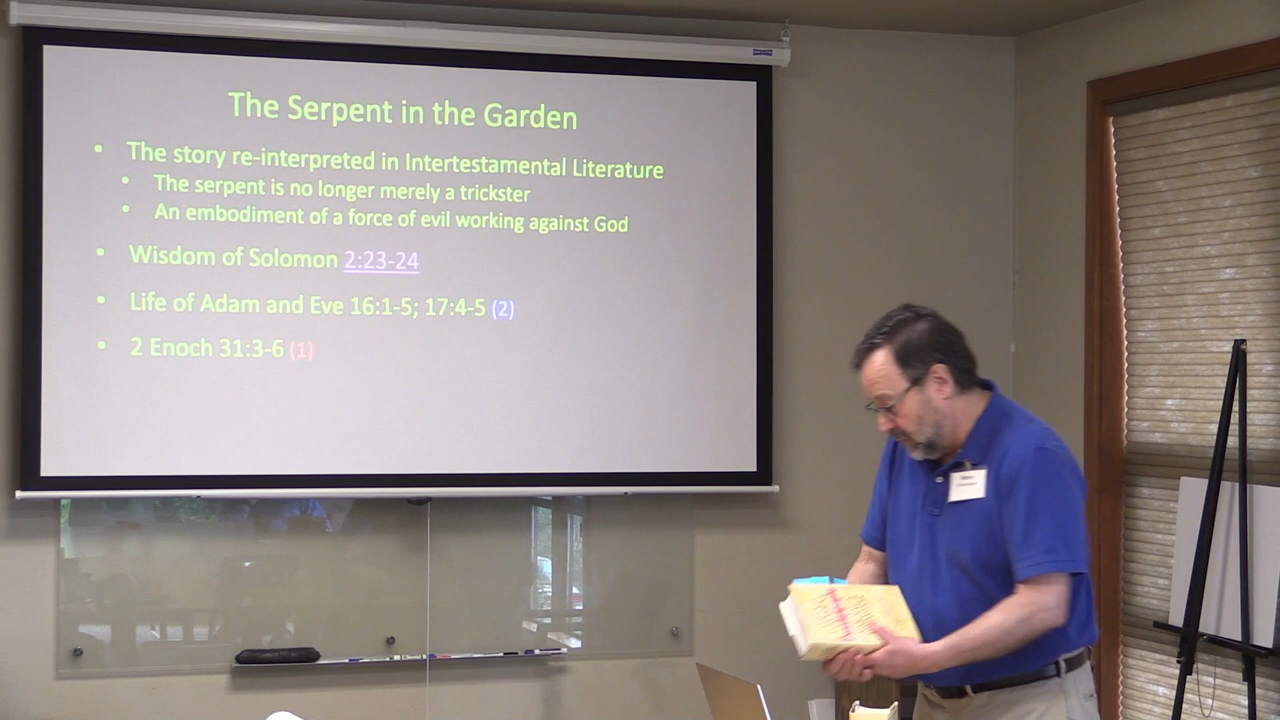 The Serpent in the Garden
• The story re-interpreted in Intertestamental Literature
• The serpent is no longer merely a trickster
• An embodiment of a force of evil working against God
• Wisdom of Solomon 2:23-24
• Life of Adam and Eve 16:1-5; 17:4-5 (2)
• 2 Enoch 31:3-6 (1)